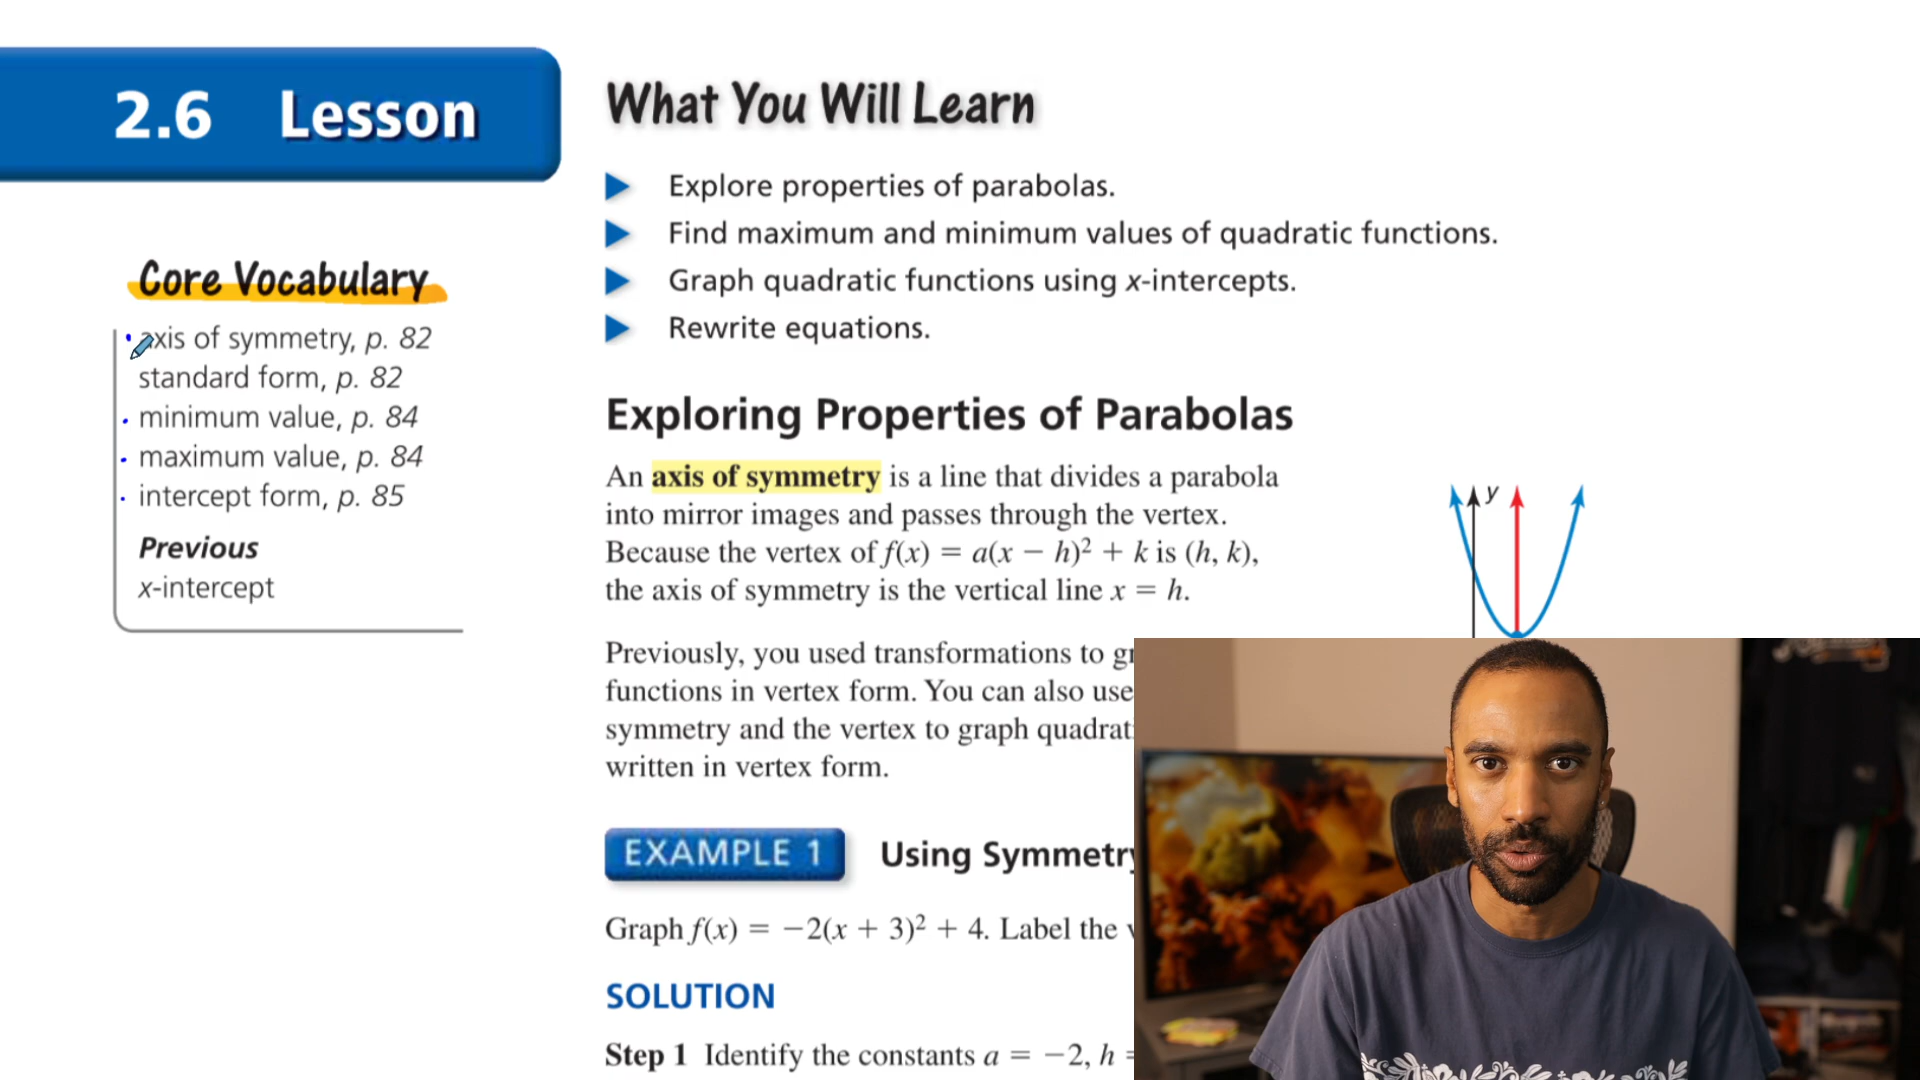 2.6 Lesson
What You Will Learn
Explore properties of parabolas.
Find maximum and minimum values of quadratic functions.
Graph quadratic functions using x-intercepts.
Rewrite equations.
Core Vocabulary
axis of symmetry, p. 82
standard form, p. 82
minimum value, p. 84
maximum value, p. 84
intercept form, p. 85
Previous
x-intercept
Exploring Properties of Parabolas
An axis of symmetry is a line that divides a parabola
into mirror images and passes through the vertex.
Because the vertex of f(x) = a(x − h)² + k is (h, k),
the axis of symmetry is the vertical line x = h.
y
Previously, you used transformations to
functions in vertex form. You can also use
symmetry and the vertex to graph
written in vertex form.
EXAMPLE 1 Using Symmetry
Graph f(x) = −2(x + 3)² + 4. Label the
SOLUTION
Step 1 Identify the constants a = −2, h =